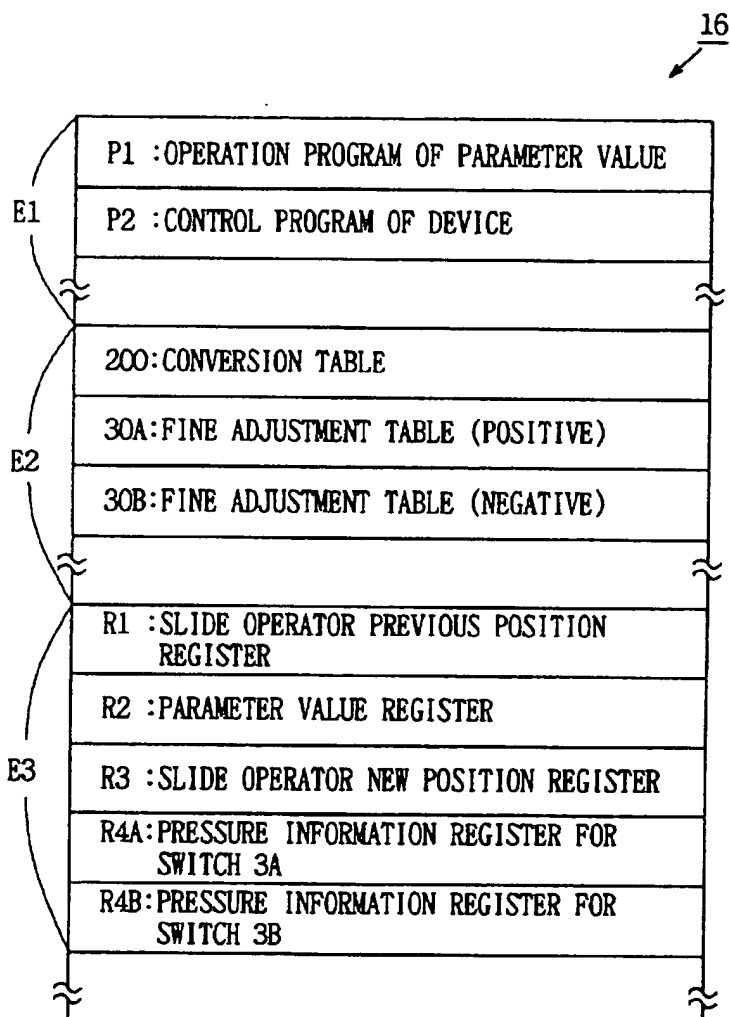 16
P1 :OPERATION PROGRAM OF PARAMETER VALUE
E1
P2 :CONTROL PROGRAM OF DEVICE
200:CONVERSION TABLE
30A:FINE ADJUSTMENT TABLE (POSITIVE)
E2
30B:FINE ADJUSTMENT TABLE (NEGATIVE)
R1 :SLIDE OPERATOR PREVIOUS POSITION
REGISTER
R2 :PARAMETER VALUE REGISTER
E3
R3 :SLIDE OPERATOR NEW POSITION REGISTER
R4A:PRESSURE INFORMATION REGISTER FOR
SWITCH 3A
R4B:PRESSURE INFORMATION REGISTER FOR
SWITCH 3B